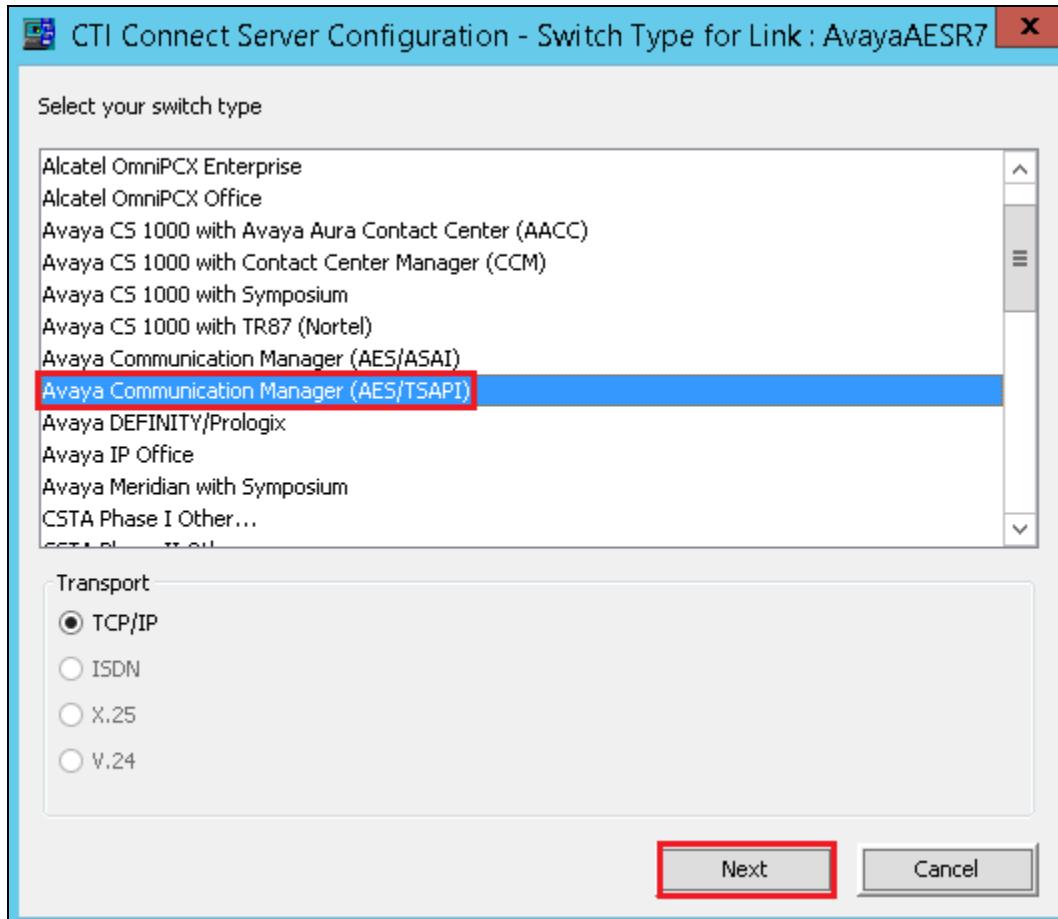 CTI Connect Server Configuration - Switch Type for Link : AvayaAESR7
Select your switch type
Alcatel OmniPCX Enterprise
Alcatel OmniPCX Office
Avaya CS 1000 with Avaya Aura Contact Center (AACC)
Avaya CS 1000 with Contact Center Manager (CCM)
Avaya CS 1000 with Symposium
Avaya CS 1000 with TR87 (Nortel)
Avaya Communication Manager (AES/ASAI)
Avaya Communication Manager (AES/TSAPI)
Avaya DEFINITY/Prologix
Avaya IP Office
Avaya Meridian with Symposium
CSTA Phase I Other...
Transport
TCP/IP
ISDN
X.25
V.24
Next Cancel